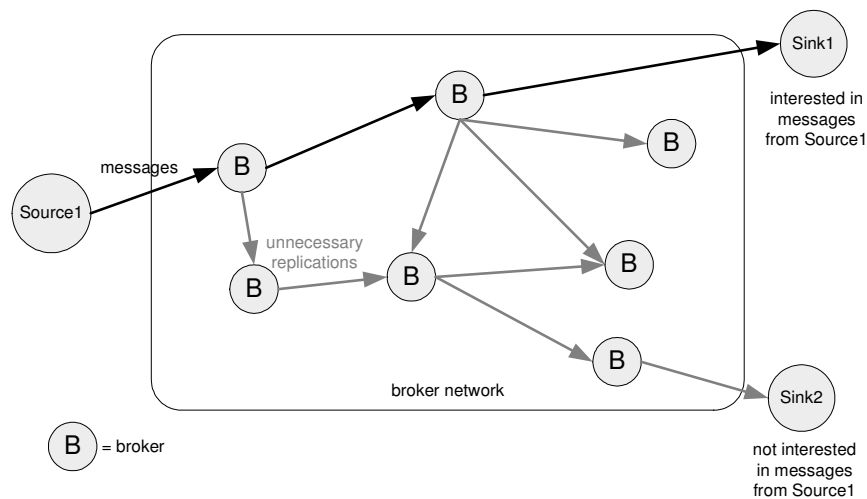 Sink1
interested in
messages
from Source1
B
B
messages
B
Source1
unnecessary
replications
B
B
B
B
broker network
Sink2
B
= broker
not interested
in messages
from Source1